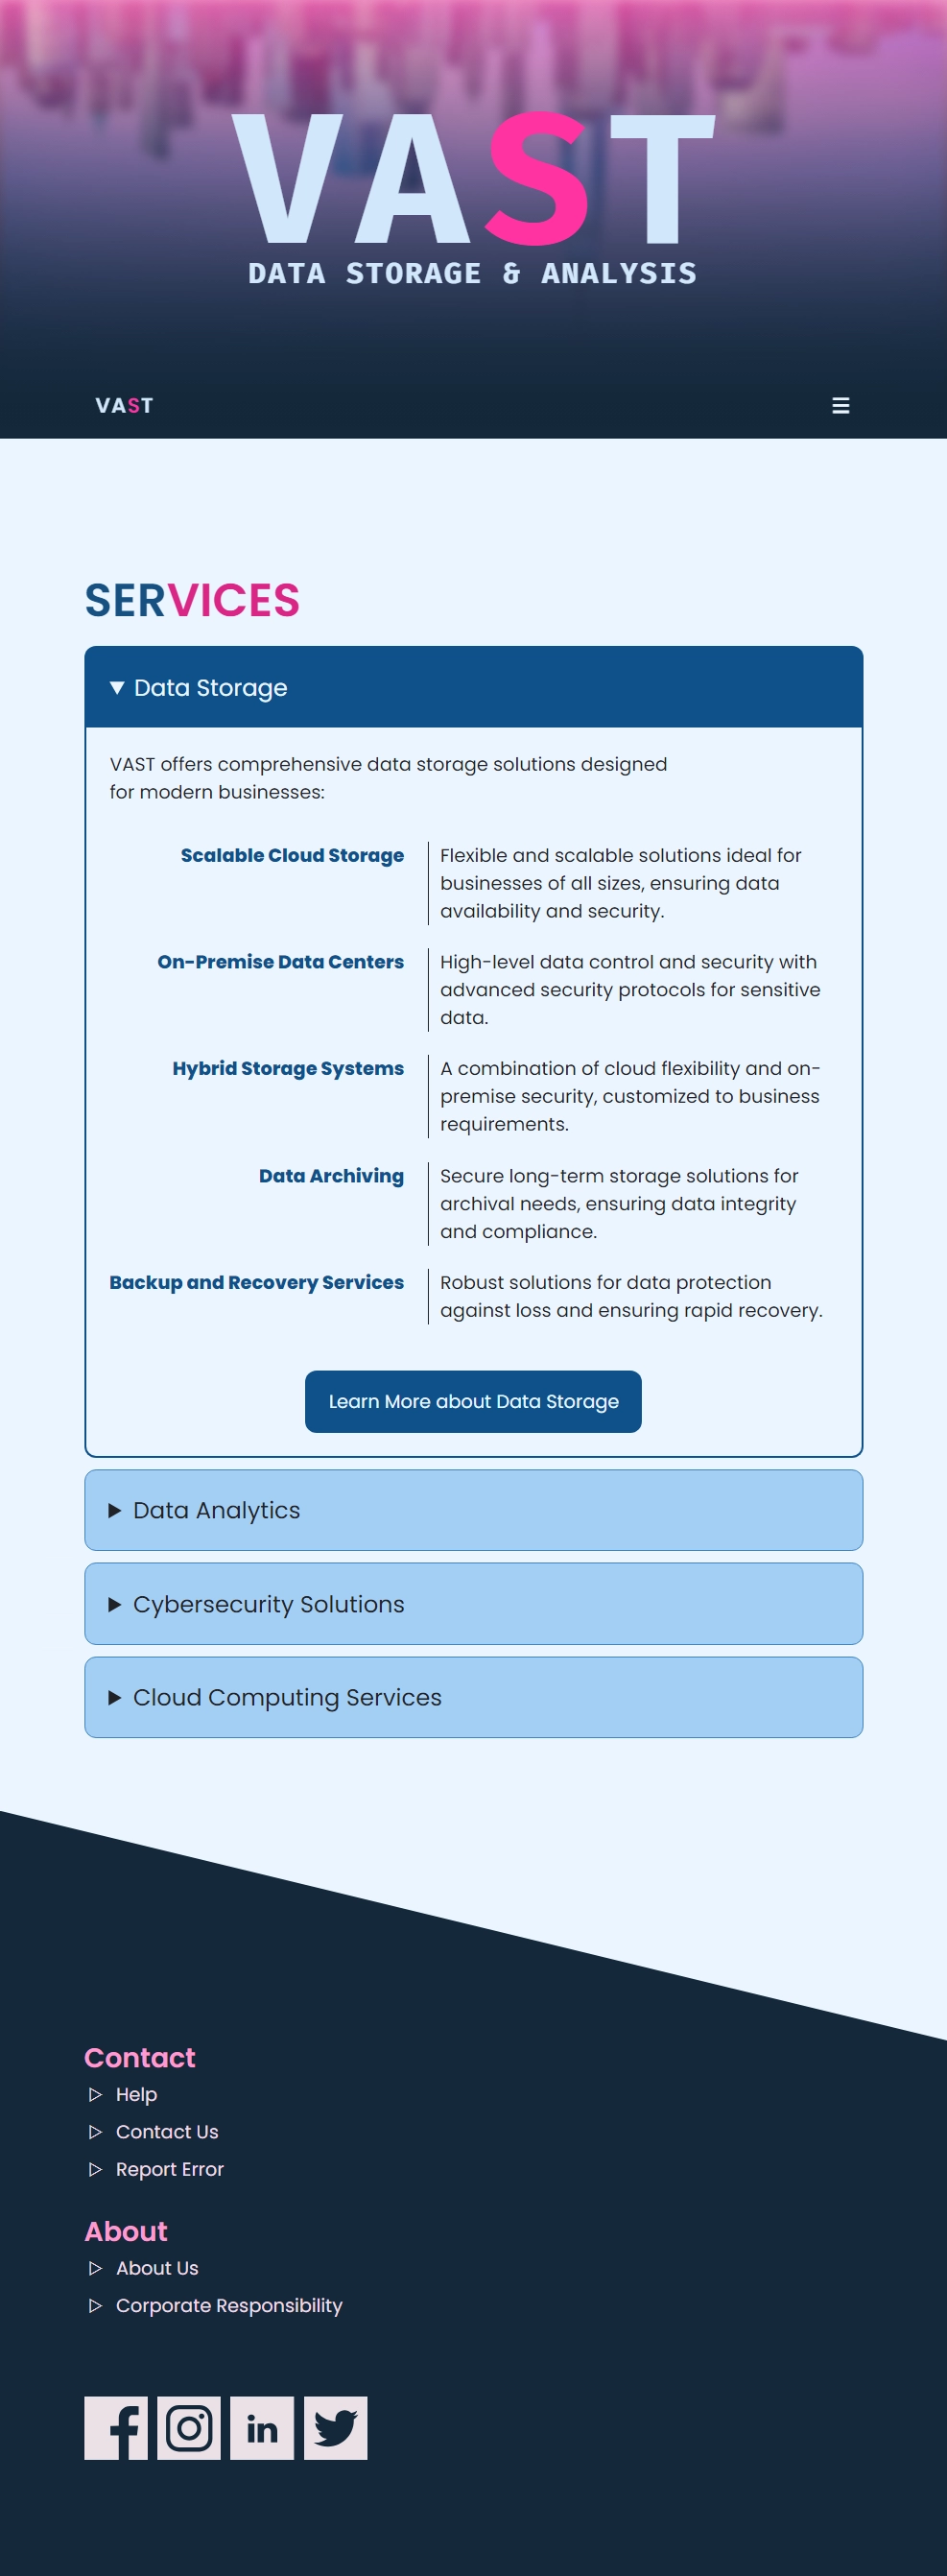 VAST
DATA STORAGE & ANALYSIS
VAST
SERVICES
Data Storage
VAST offers comprehensive data storage solutions designed
for modern businesses:
Scalable Cloud Storage
Flexible and scalable solutions ideal for
businesses of all sizes, ensuring data
availability and security.
On-Premise Data Centers
High-level data control and security with
advanced security protocols for sensitive
data.
Hybrid Storage Systems
A combination of cloud flexibility and on-
premise security, customized to business
requirements.
Data Archiving
Secure long-term storage solutions for
archival needs, ensuring data integrity
and compliance.
Backup and Recovery Services
Robust solutions for data protection
against loss and ensuring rapid recovery.
Learn More about Data Storage
Data Analytics
Cybersecurity Solutions
Cloud Computing Services
Contact
Help
Contact Us
Report Error
About
About Us
Corporate Responsibility
f
in